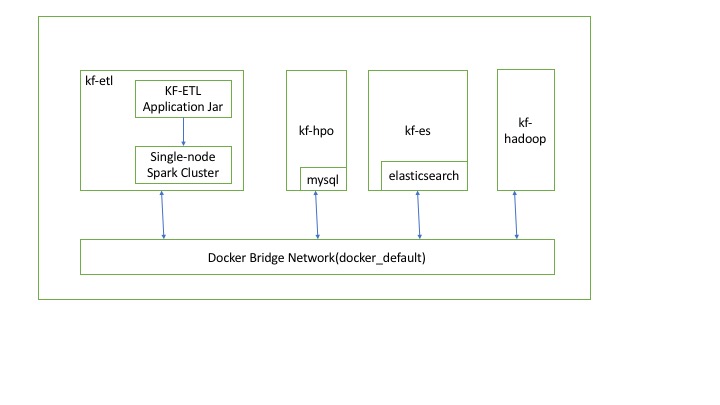 kf-etl
KF-ETL
Application Jar
Single-node
Spark Cluster
kf-hpo
mysql
kf-es
elasticsearch
kf-
hadoop
Docker Bridge Network(docker_default)